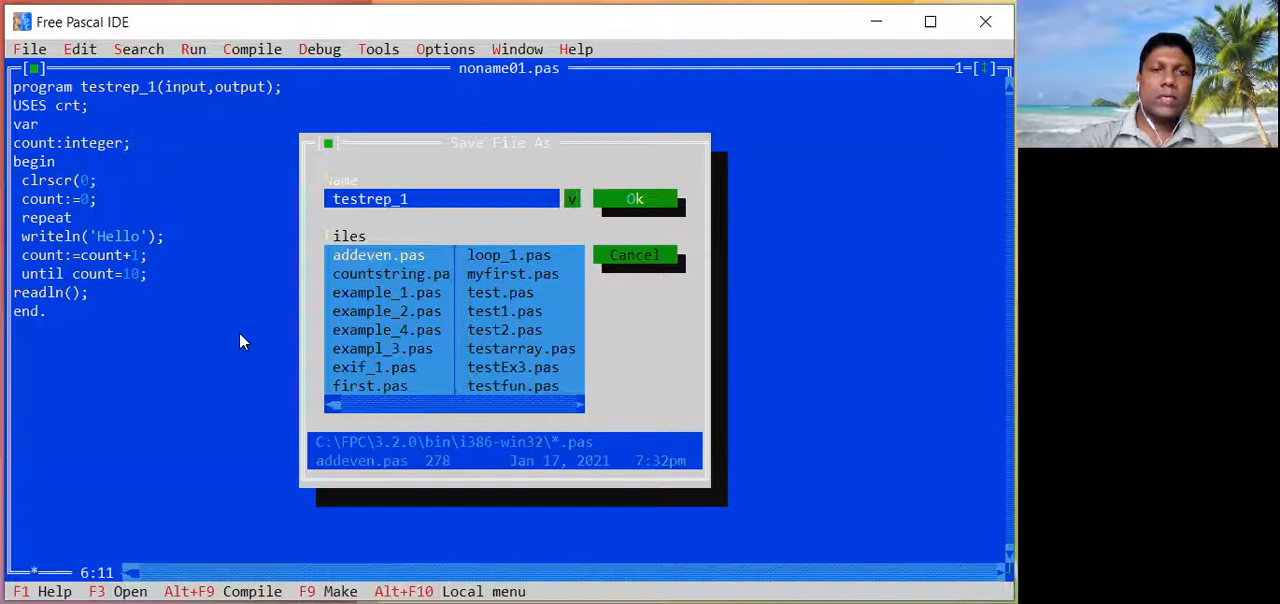 Free Pascal IDE
File Edit Search Run Compile Debug Tools Options Window Help
noname01.pas 1
program testrep_1(input,output);
USES crt;
var
count:integer;
begin
clrscr(0;
count:=0;
repeat
writeln('Hello');
count:=count+1;
until count=10;
readln();
end.
Save File As
Name
testrep_1 v Ok
iles
addeven.pas loop_1.pas Cancel
countstring.pa myfirst.pas
example_1.pas test.pas
example_2.pas test1.pas
example_4.pas test2.pas
exampl_3.pas testarray.pas
exif_1.pas testEx3.pas
first.pas testfun.pas
C:\FPC\3.2.0\bin\i386-win32\*.pas
addeven.pas 278 Jan 17, 2021 7:32pm
* 6:11
F1 Help F3 Open Alt+F9 Compile F9 Make Alt+F10 Local menu